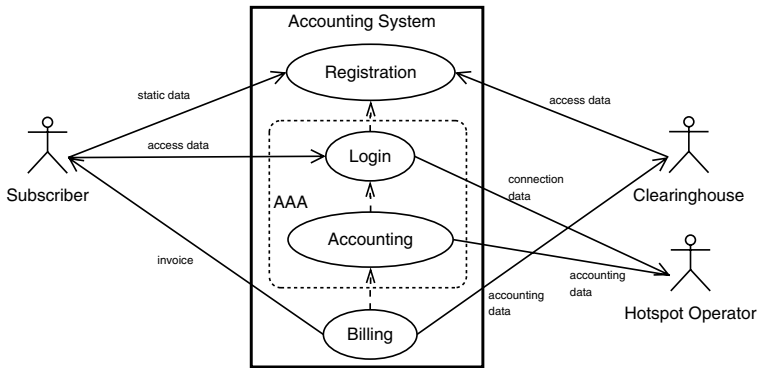 Accounting System
Registration
static data
access data
access data
Login
Subscriber
connection
data
Clearinghouse
AAA
Accounting
invoice
accounting
data
accounting
data
Hotspot Operator
Billing